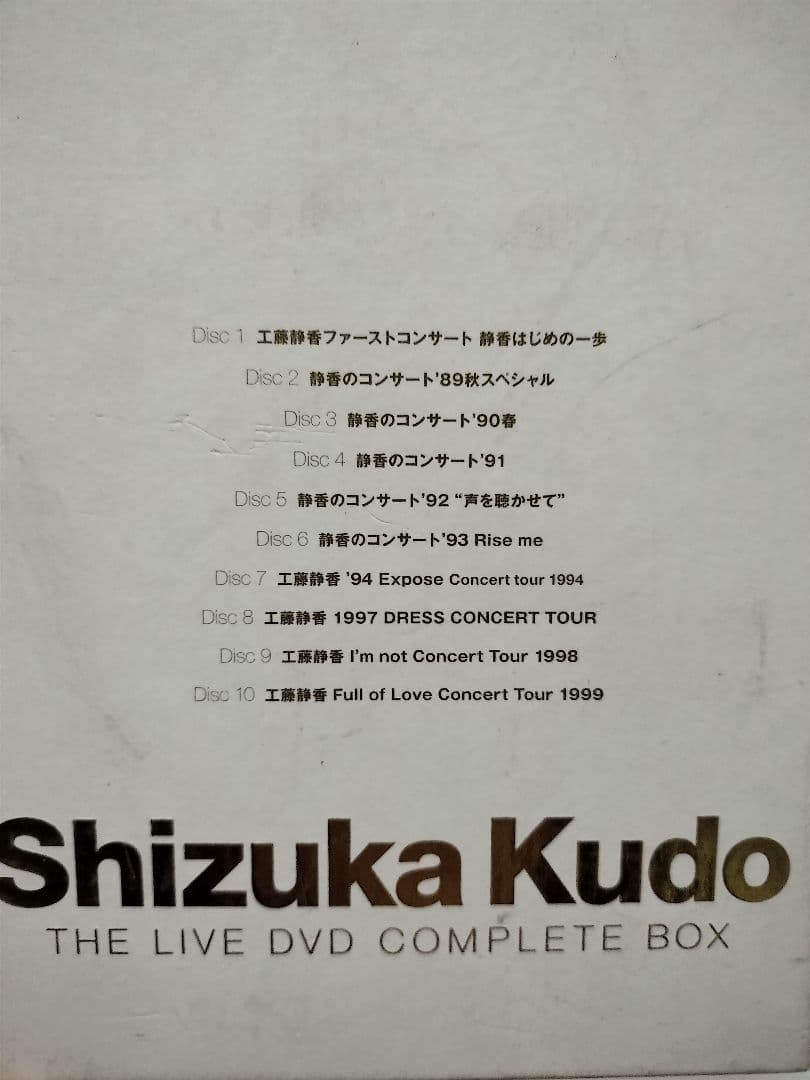 Disc 1 工藤静香ファーストコンサート 静香はじめの一歩
Disc 2 静香のコンサート'89秋スペシャル
Disc 3 静香のコンサート'90春
Disc 4 静香のコンサート'91
Disc 5 静香のコンサート'92 “声を聴かせて”
Disc 6 静香のコンサート'93 Rise me
Disc 7 工藤静香 '94 Expose Concert tour 1994
Disc 8 工藤静香 1997 DRESS CONCERT TOUR
Disc 9 工藤静香 I'm not Concert Tour 1998
Disc 10 工藤静香 Full of Love Concert Tour 1999
Shizuka Kudo
THE LIVE DVD COMPLETE BOX